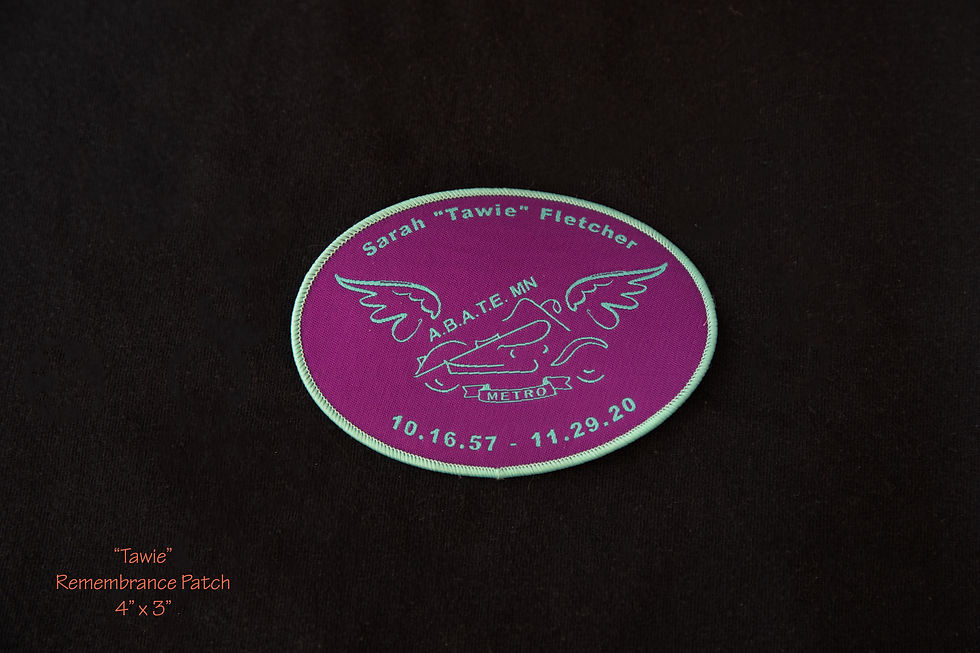 Sarah "Tawie" Fletcher
A.B.A.T.E. MN
METRO
10.16.57 - 11.29.20
“Tawie”
Remembrance Patch
4” x 3”